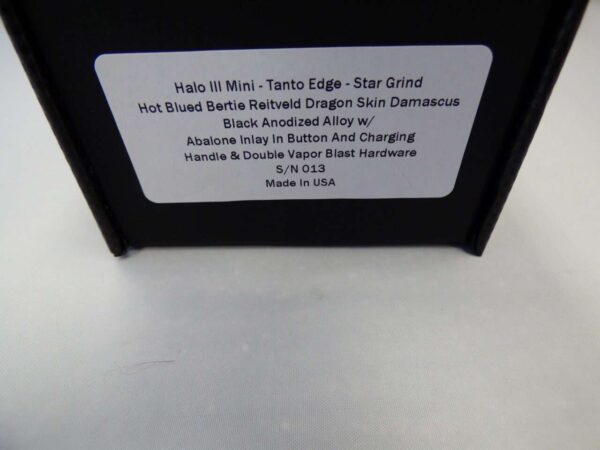 Halo III Mini - Tanto Edge - Star Grind
Hot Blued Bertie Reitveld Dragon Skin Damascus
Black Anodized Alloy w/
Abalone Inlay In Button And Charging
Handle & Double Vapor Blast Hardware
S/N 013
Made In USA